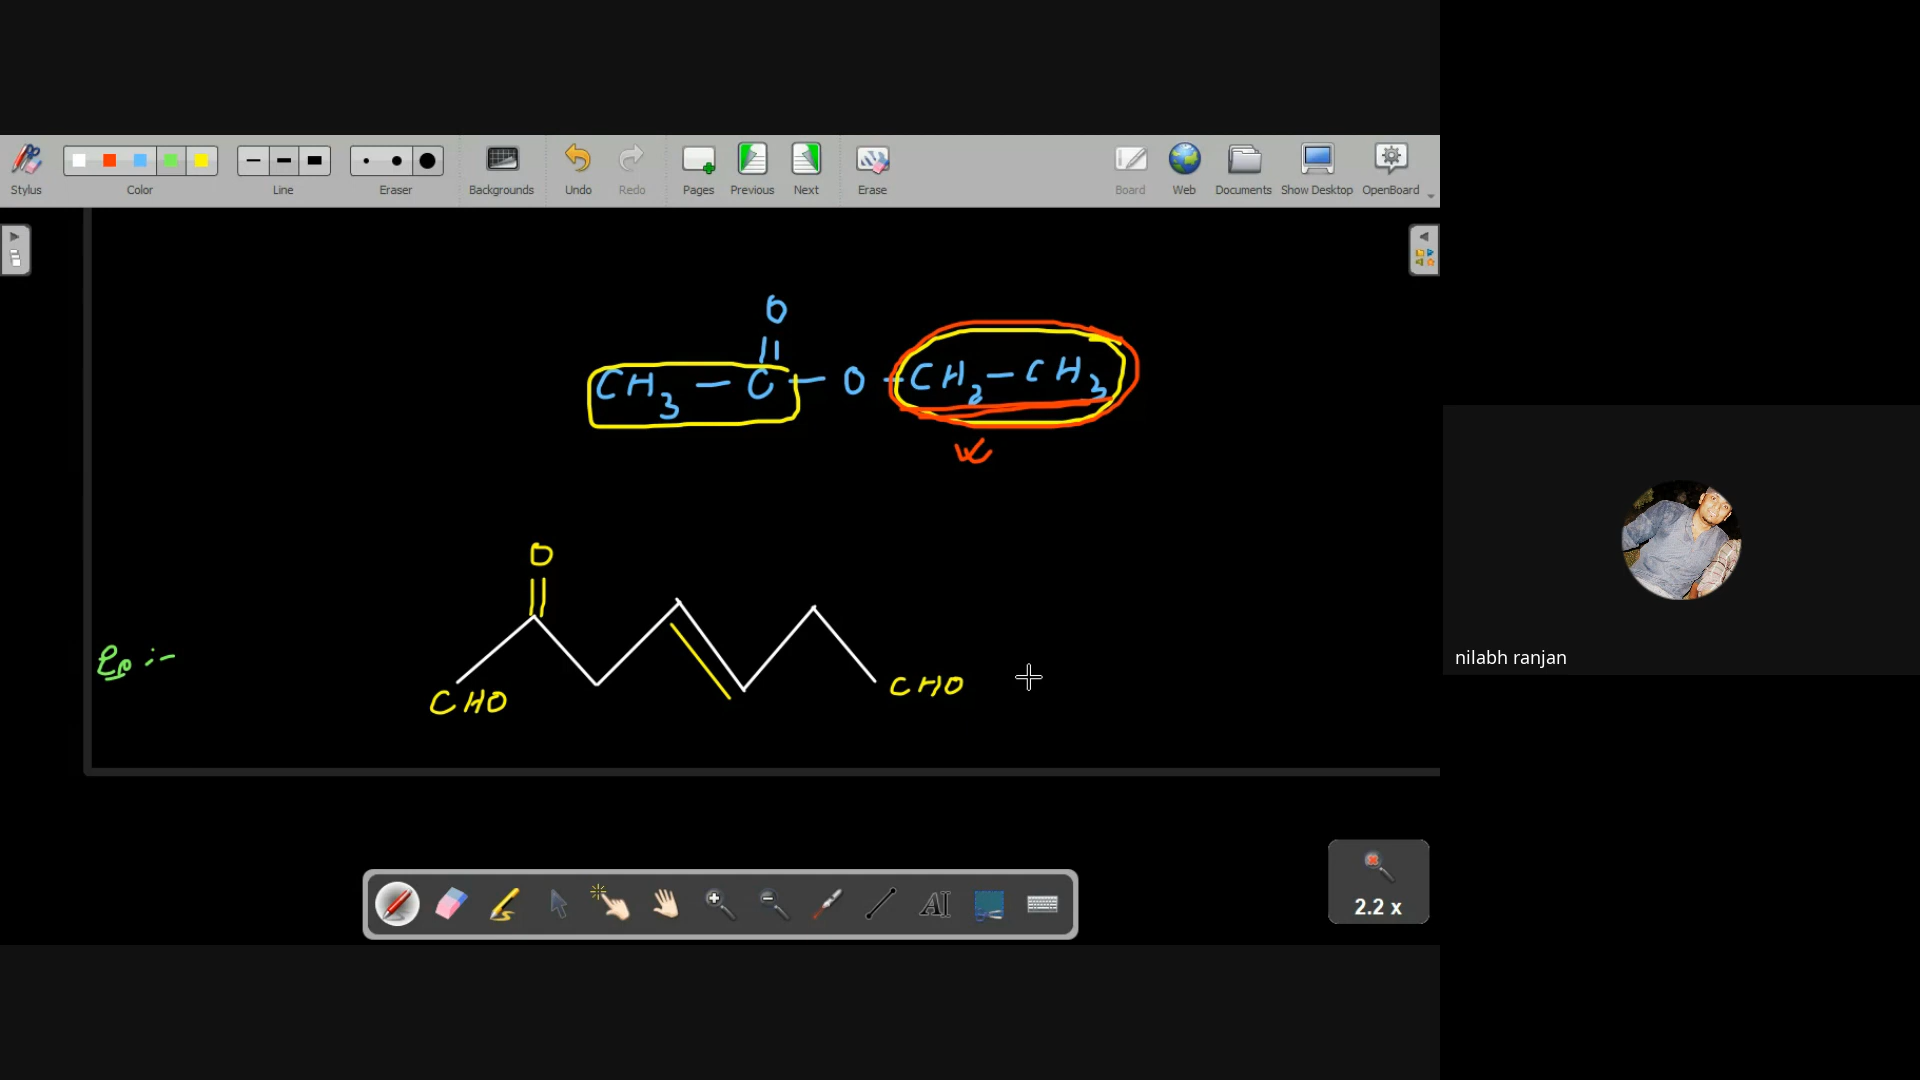 Stylus Color Line Eraser Backgrounds Undo Redo Pages Previous Next Erase Board Web Documents Show Desktop OpenBoard
O
CH3 — C — O — CH2 — CH3
O
CHO
CHO
nilabh ranjan
AI
2.2 x